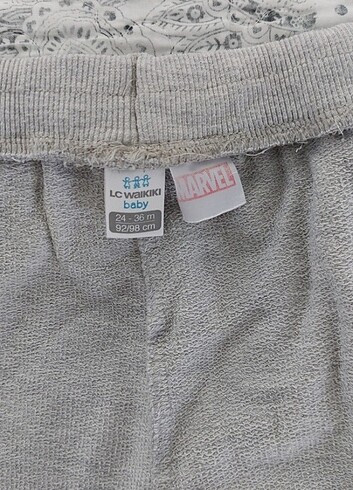 LC WAIKIKI
baby
24 - 36 m
92/98 cm
MARVEL